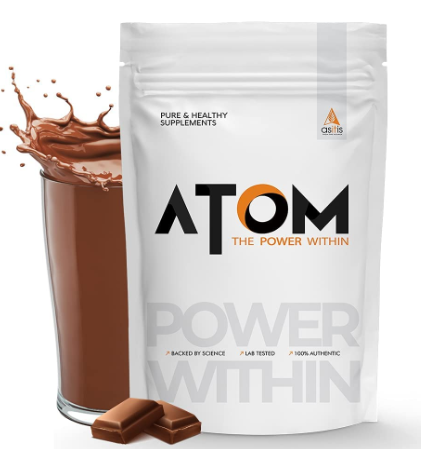 PURE & HEALTHY
SUPPLEMENTS
asitis
ATOM
THE POWER WITHIN
POWER
↗ BACKED BY SCIENCE ↗ LAB TESTED ↗ 100% AUTHENTIC
WITHIN